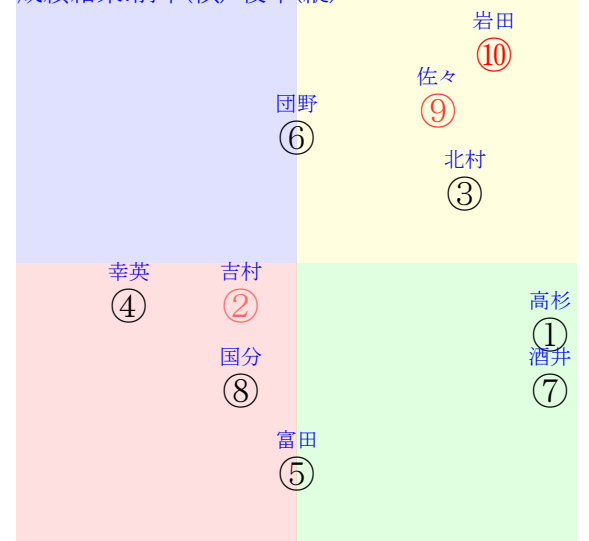 岩田
⑩
佐々
⑨
団野
⑥
北村
③
幸英
④
吉村
②
高杉
①
国分
⑧
酒井
⑦
富田
⑤